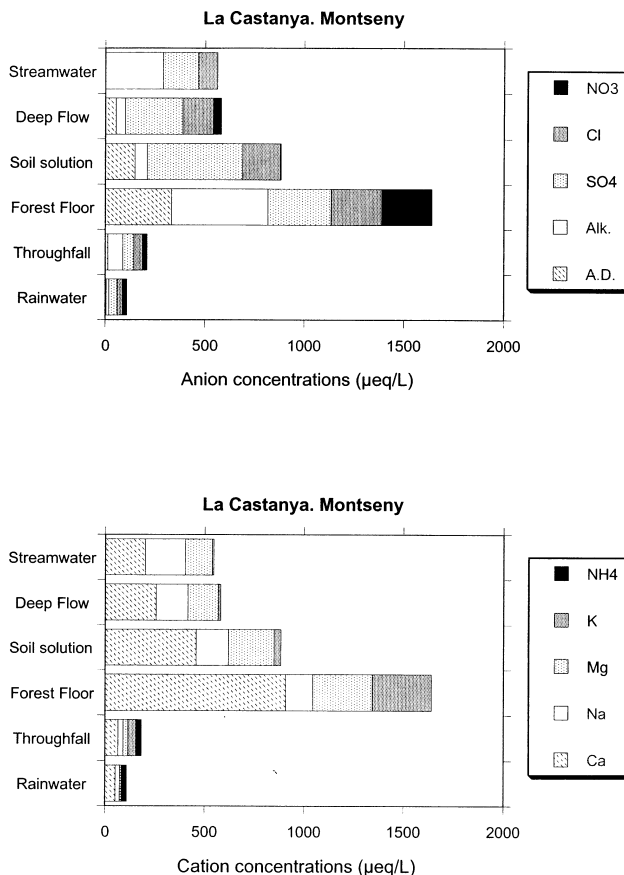 La Castanya. Montseny
Streamwater
Deep Flow
Soil solution
Forest Floor
Throughfall
Rainwater
0 500 1000 1500 2000
Anion concentrations (µeq/L)
NO3
Cl
SO4
Alk.
A.D.
La Castanya. Montseny
Streamwater
Deep Flow
Soil solution
Forest Floor
Throughfall
Rainwater
0 500 1000 1500 2000
Cation concentrations (µeq/L)
NH4
K
Mg
Na
Ca